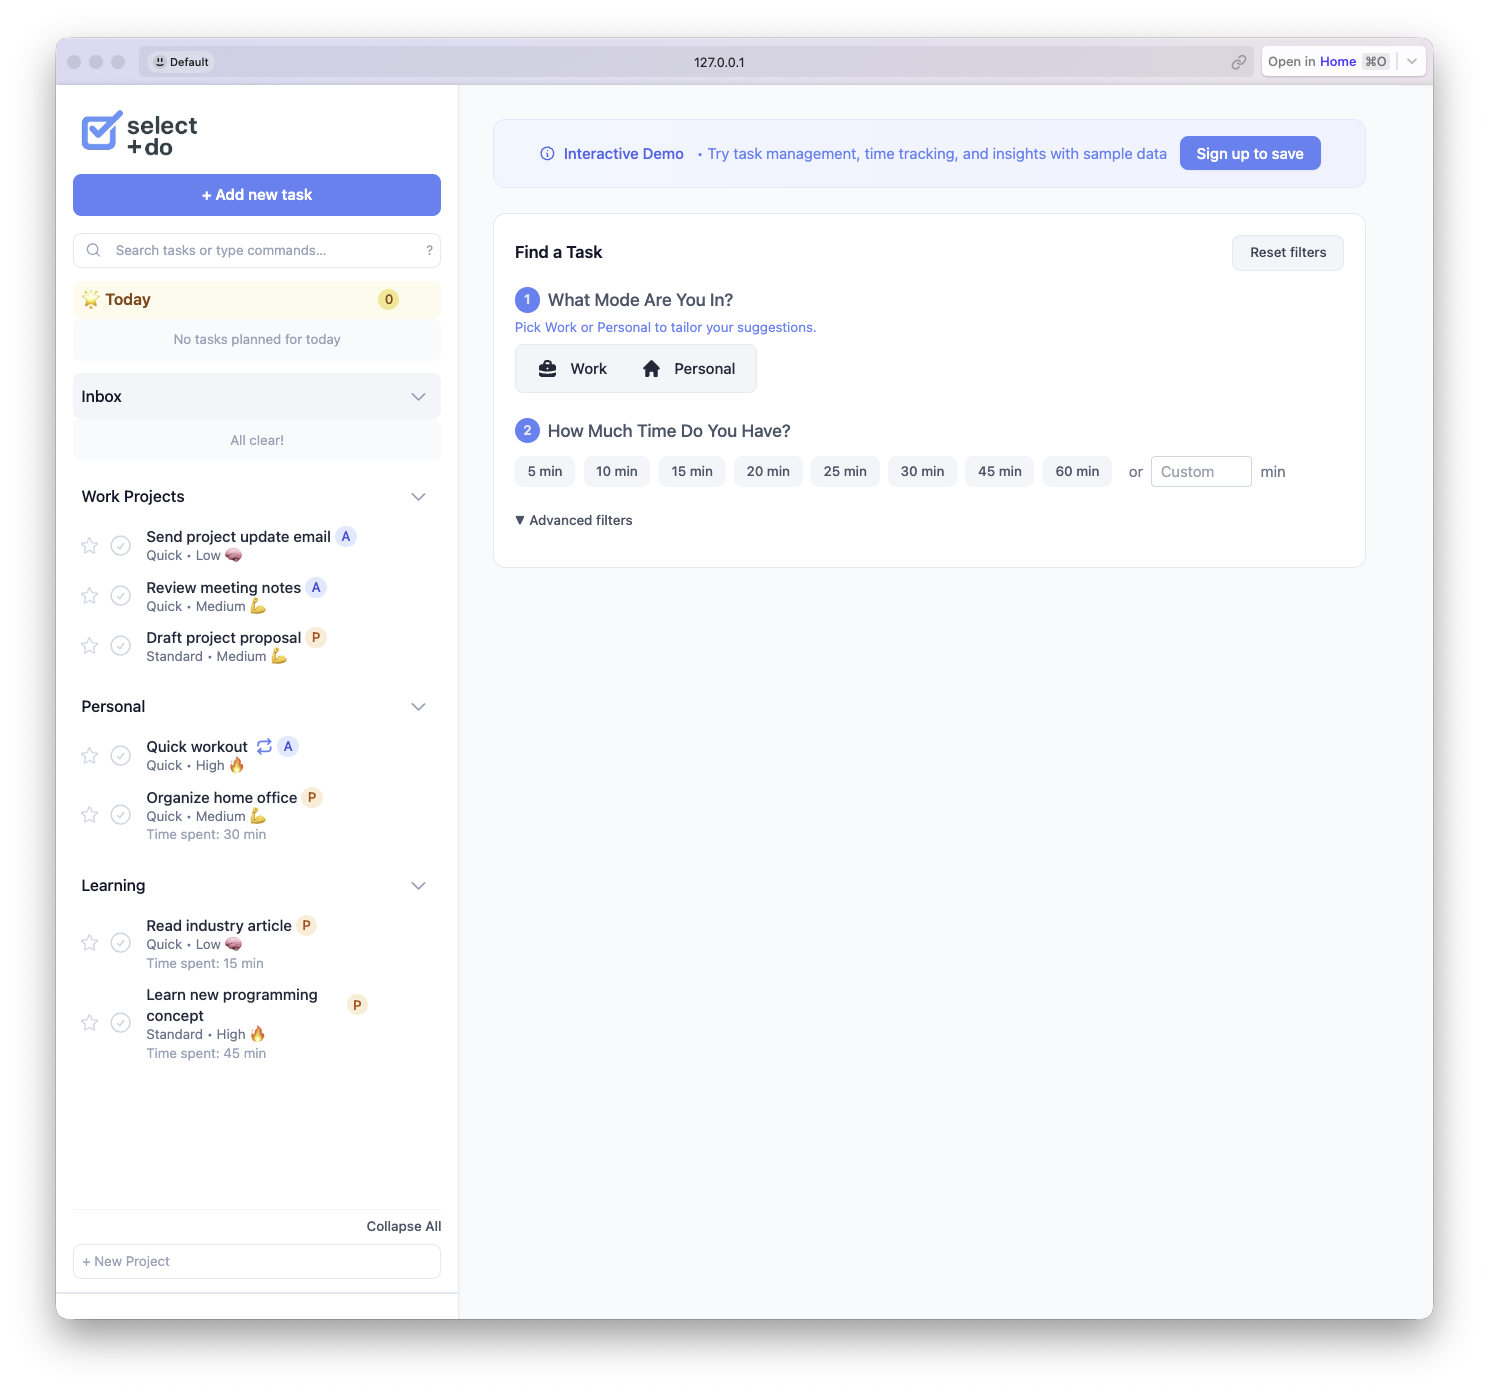 Default
127.0.0.1
Open in Home ⌘O
select
+do
+ Add new task
Search tasks or type commands... ?
Today 0
No tasks planned for today
Inbox
All clear!
Work Projects
Send project update email A
Quick • Low
Review meeting notes A
Quick • Medium
Draft project proposal P
Standard • Medium
Personal
Quick workout A
Quick • High
Organize home office P
Quick • Medium
Time spent: 30 min
Learning
Read industry article P
Quick • Low
Time spent: 15 min
Learn new programming
concept P
Standard • High
Time spent: 45 min
Collapse All
+ New Project
Interactive Demo • Try task management, time tracking, and insights with sample data Sign up to save
Find a Task Reset filters
1 What Mode Are You In?
Pick Work or Personal to tailor your suggestions.
Work Personal
2 How Much Time Do You Have?
5 min 10 min 15 min 20 min 25 min 30 min 45 min 60 min or Custom min
▼ Advanced filters